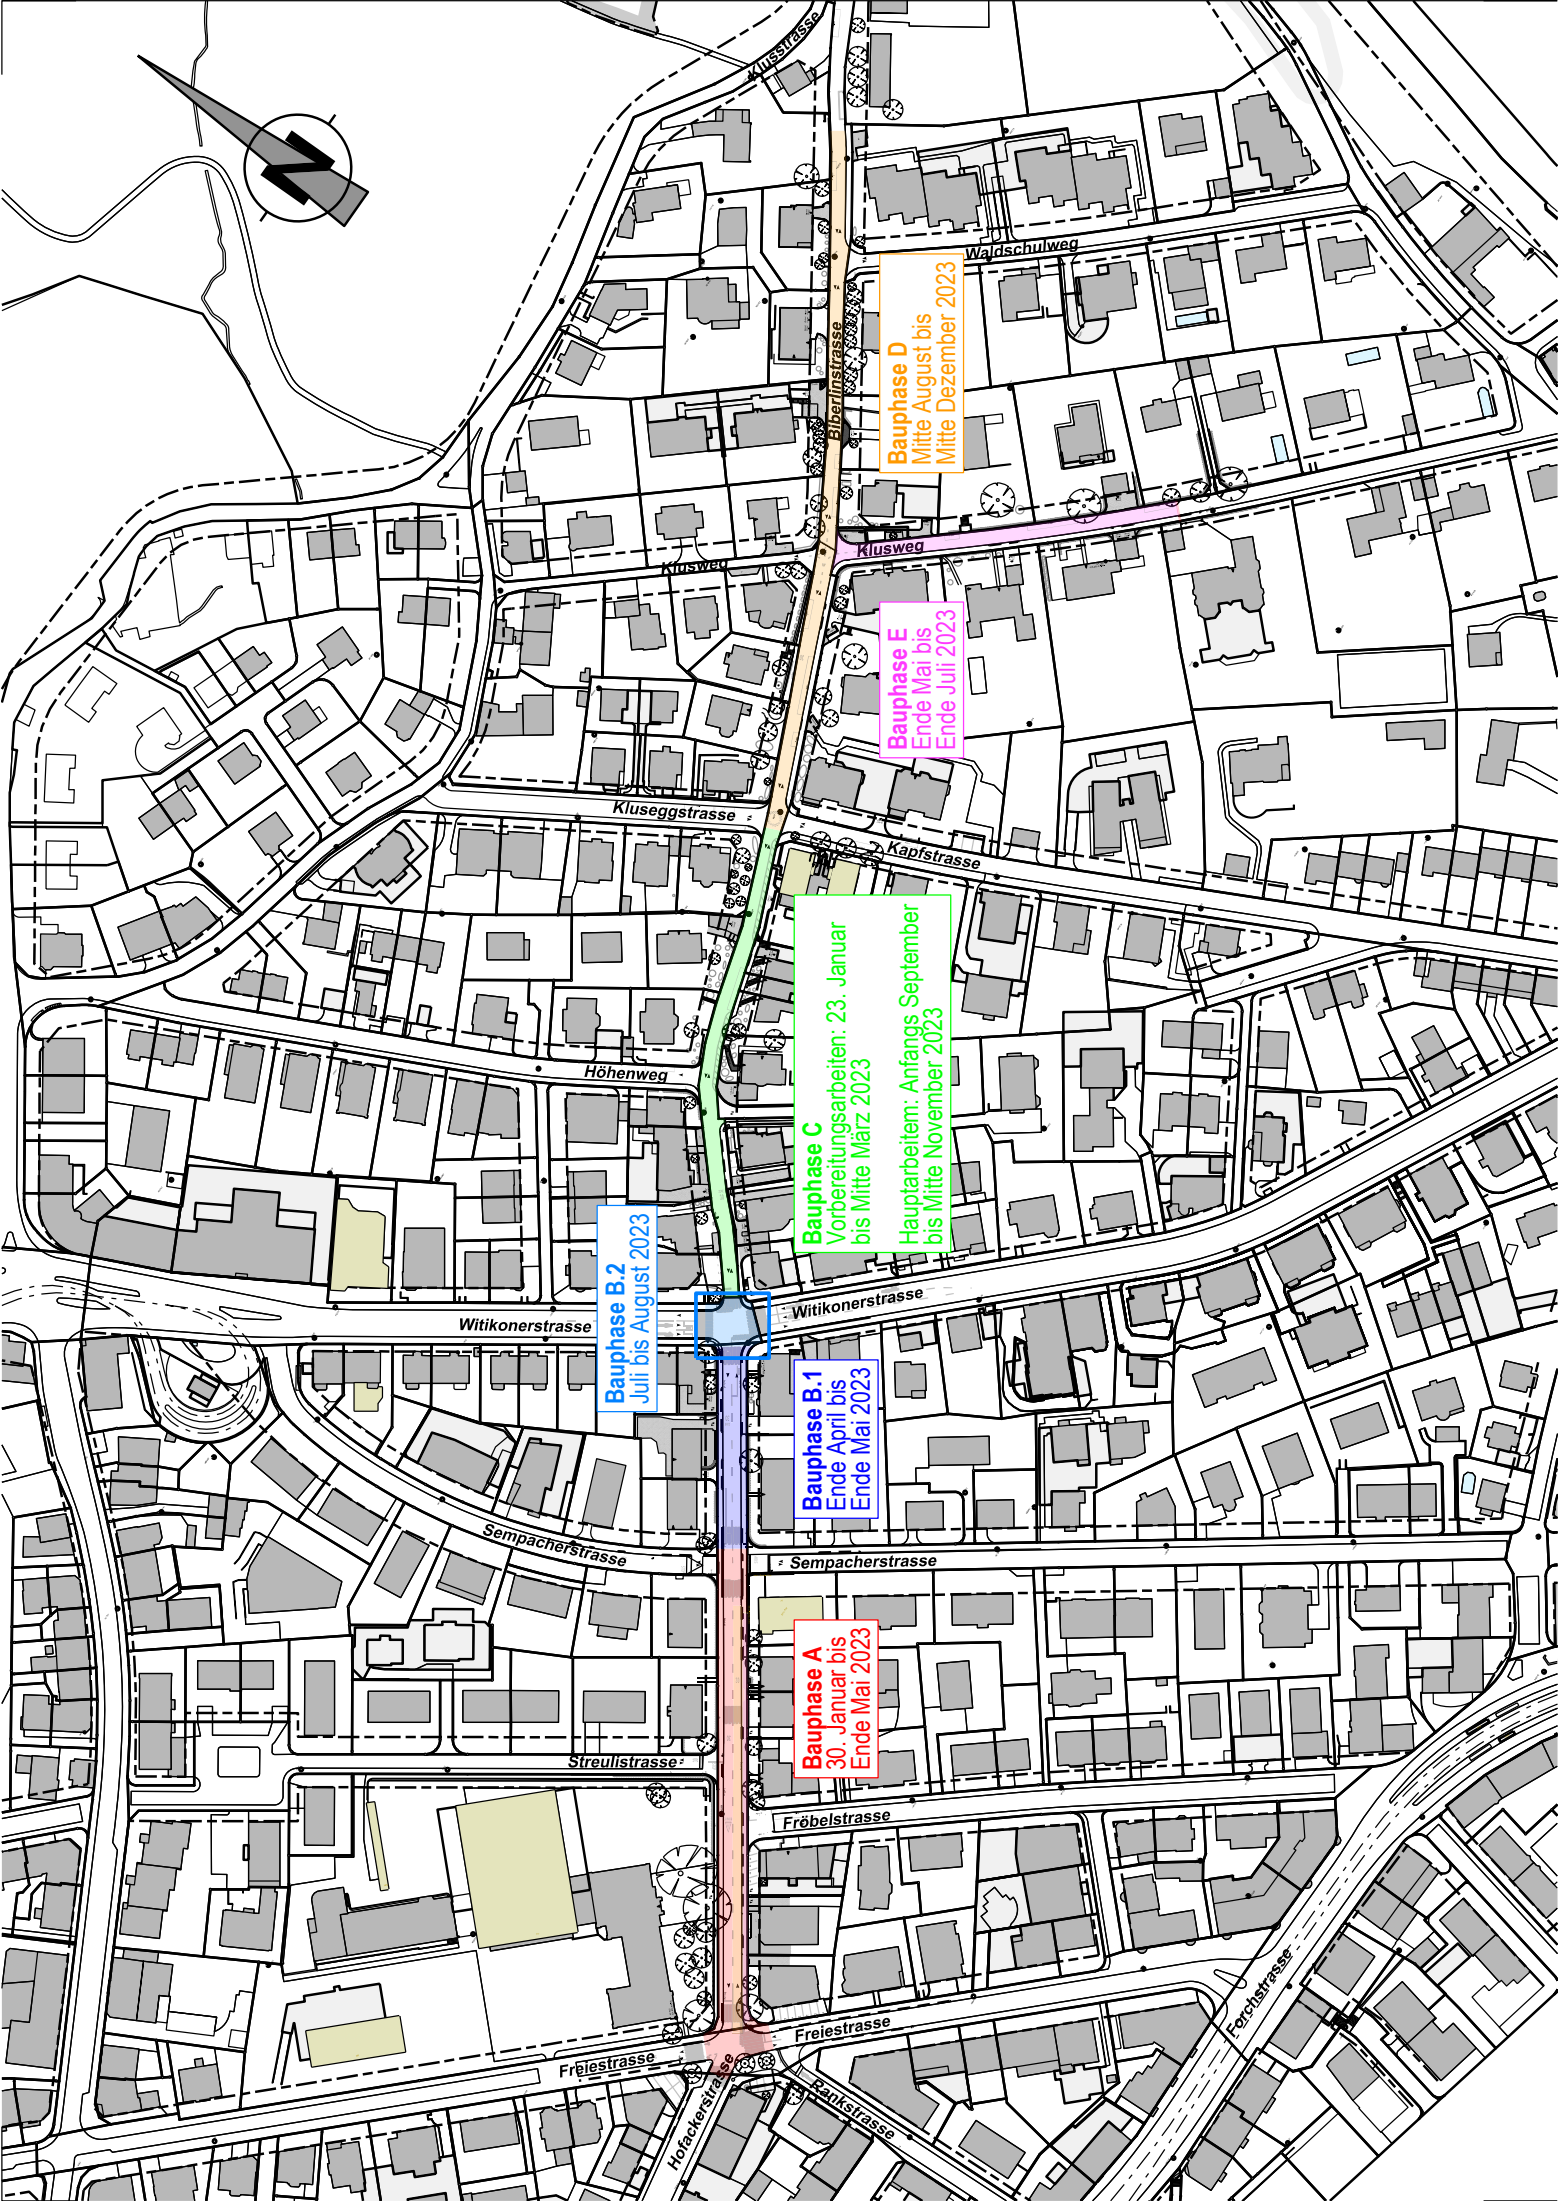 Klusstrasse
N
Waldschulweg
Biberlinstrasse
Bauphase D
Mitte August bis
Mitte Dezember 2023
Klusweg
Klusweg
Bauphase E
Ende Mai bis
Ende Juli 2023
Kluseggstrasse
Kapfstrasse
Bauphase C
Vorbereitungsarbeiten: 23. Januar
bis Mitte März 2023
Hauptarbeitem: Anfangs September
bis Mitte November 2023
Höhenweg
Bauphase B.2
Juli bis August 2023
Witikonerstrasse
Witikonerstrasse
Bauphase B.1
Ende April bis
Ende Mai 2023
Sempacherstrasse
Sempacherstrasse
Bauphase A
30. Januar bis
Ende Mai 2023
Streulistrasse
Fröbelstrasse
Freiestrasse
Freiestrasse
Forchstrasse
Hofackerstrasse
Rankstrasse